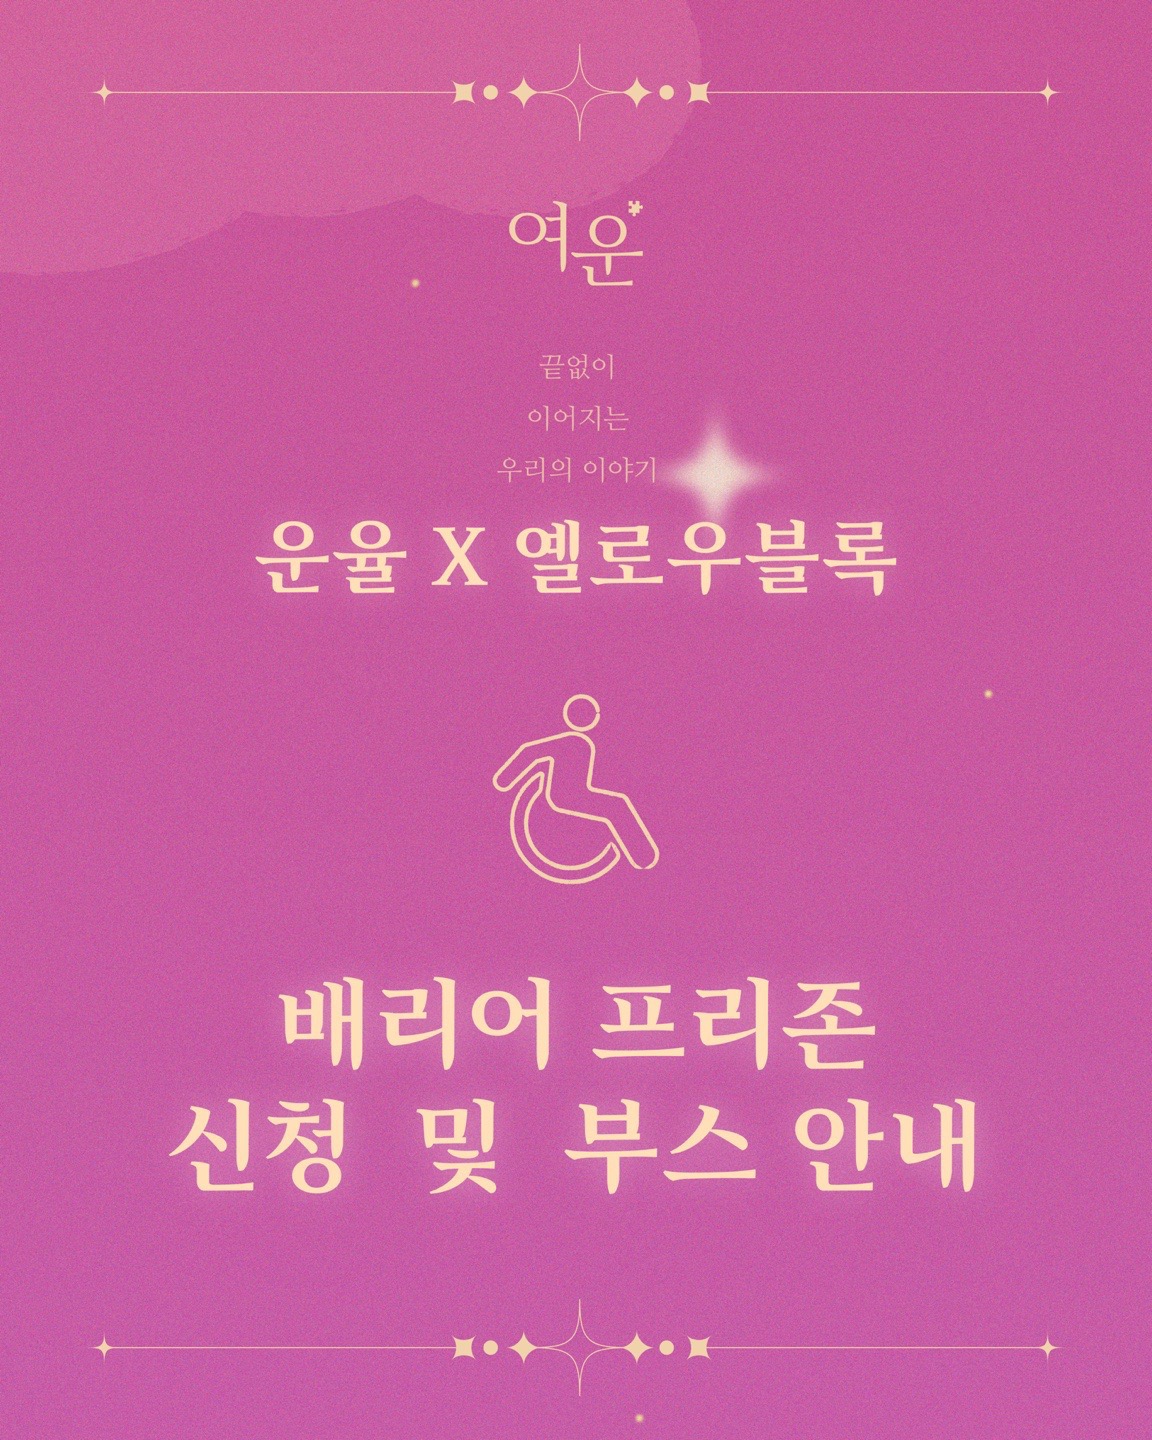 여운
끝없이
이어지는
우리의 이야기
운율 X 옐로우블록
배리어 프리존
신청 및 부스 안내